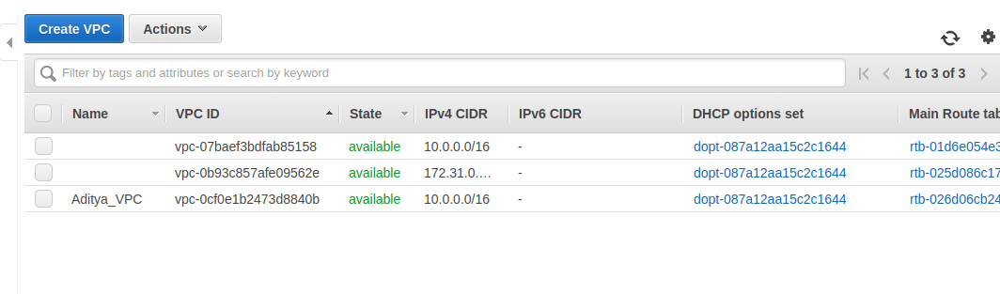 Create VPC Actions
Filter by tags and attributes or search by keyword 1 to 3 of 3
Name VPC ID State IPv4 CIDR IPv6 CIDR DHCP options set Main Route tab
vpc-07baef3bdfab85158 available 10.0.0.0/16 - dopt-087a12aa15c2c1644 rtb-01d6e054e3
vpc-0b93c857afe09562e available 172.31.0.... - dopt-087a12aa15c2c1644 rtb-025d086c17
Aditya_VPC vpc-0cf0e1b2473d8840b available 10.0.0.0/16 - dopt-087a12aa15c2c1644 rtb-026d06cb24